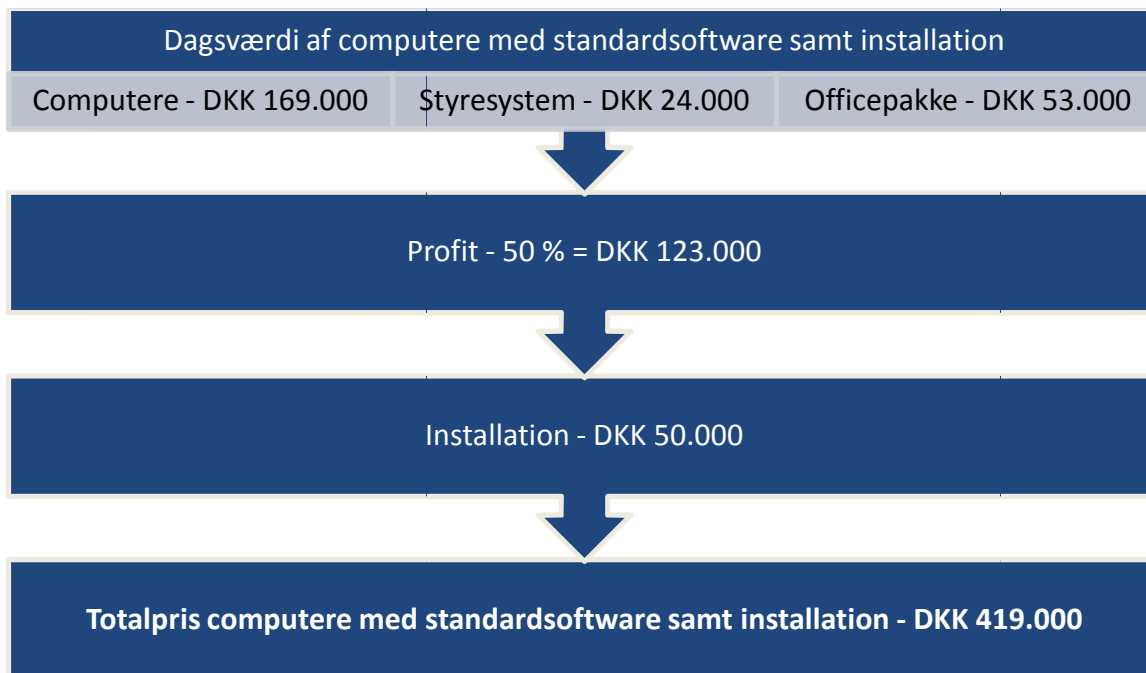 Dagsværdi af computere med standardsoftware samt installation
Computere - DKK 169.000
Styresystem - DKK 24.000
Officepakke - DKK 53.000
Profit - 50 % = DKK 123.000
Installation - DKK 50.000
Totalpris computere med standardsoftware samt installation - DKK 419.000